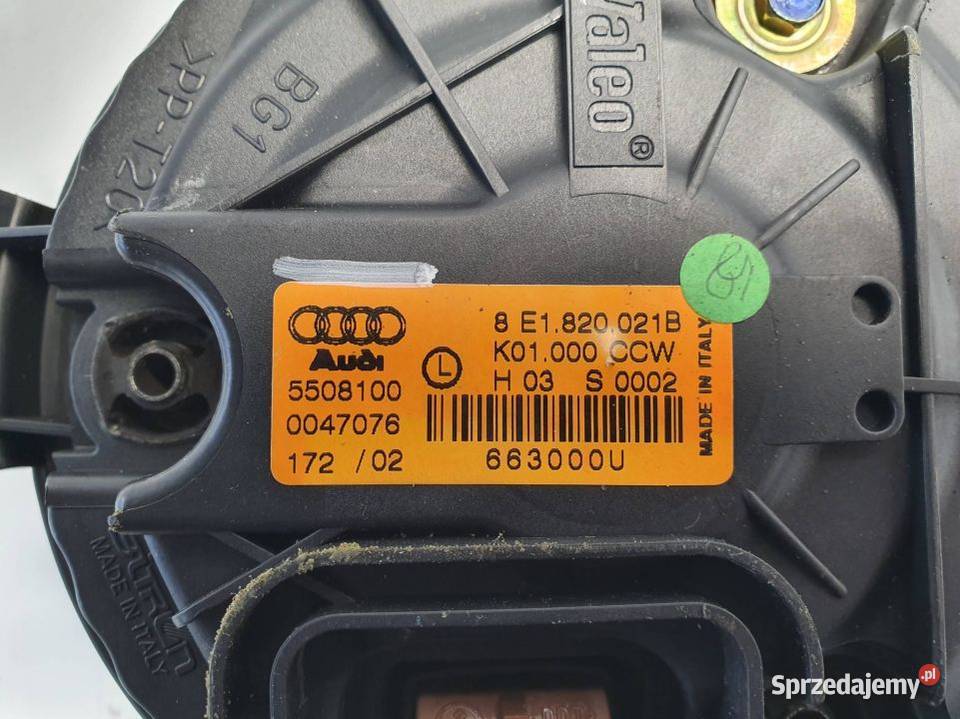 >PP-T20
BG1
Valeo®
Audi
5508100
0047076
172 /02
L
8 E1.820.021B
K01.000 CCW
H 03 S 0002
663000U
MADE IN ITALY
MADE IN ITALY
Sprzedajemy.pl